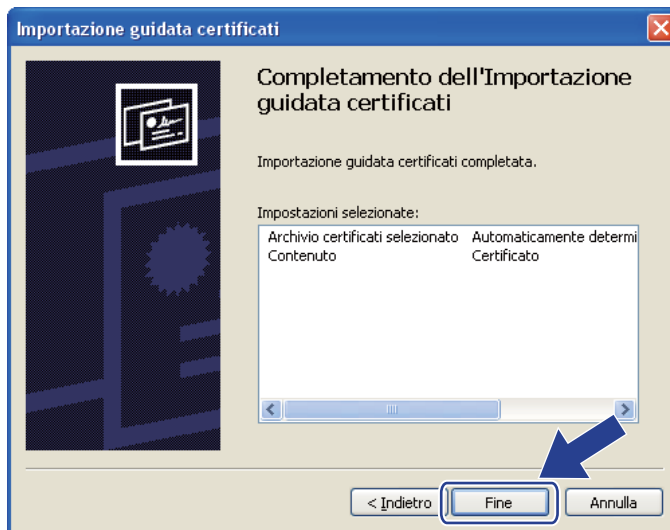 Importazione guidata certificati
Completamento dell'Importazione
guidata certificati
Importazione guidata certificati completata.
Impostazioni selezionate:
Archivio certificati selezionato Automaticamente determi
Contenuto Certificato
< Indietro Fine Annulla